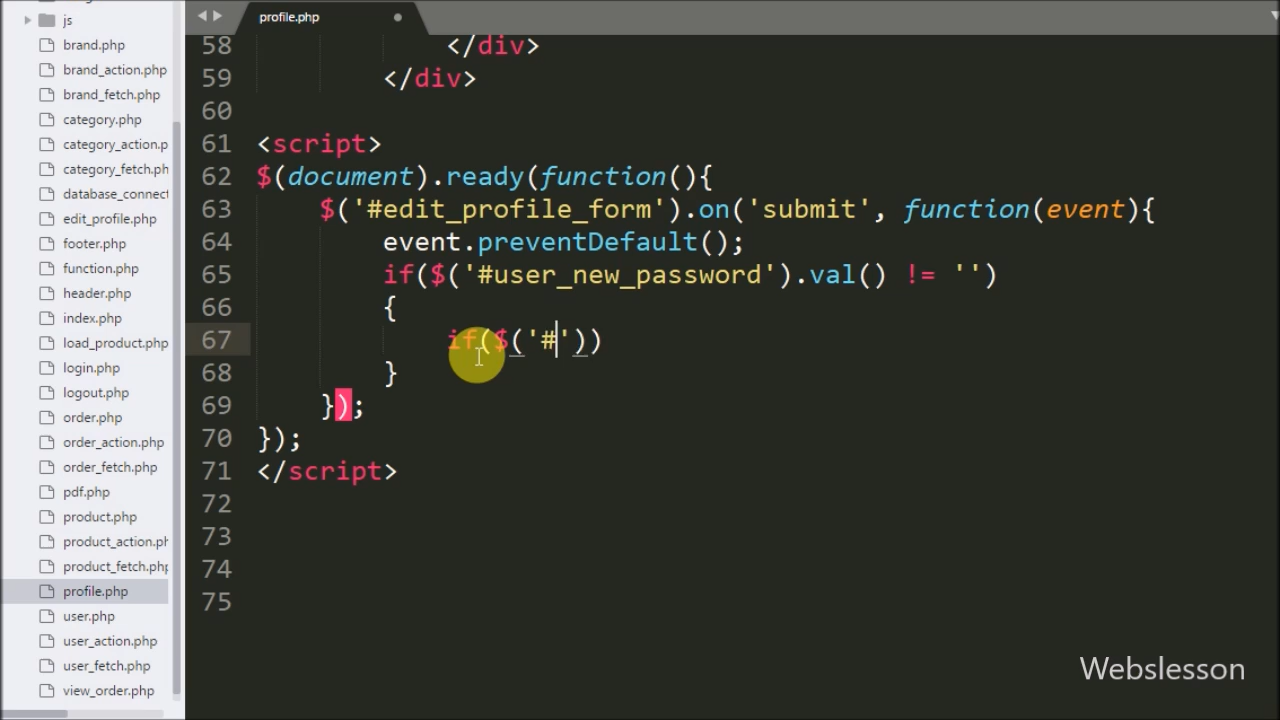 js
brand.php
brand_action.php
brand_fetch.php
category.php
category_action.p
category_fetch.ph
database_connect
edit_profile.php
footer.php
function.php
header.php
index.php
load_product.php
login.php
logout.php
order.php
order_action.php
order_fetch.php
pdf.php
product.php
product_action.ph
product_fetch.php
profile.php
user.php
user_action.php
user_fetch.php
view_order.php
profile.php
58 </div>
59 </div>
60
61 <script>
62 $(document).ready(function(){
63 $('#edit_profile_form').on('submit', function(event){
64 event.preventDefault();
65 if($('#user_new_password').val() != '')
66 {
67 if($('#'))
68 }
69 });
70 });
71 </script>
72
73
74
75
Webslesson